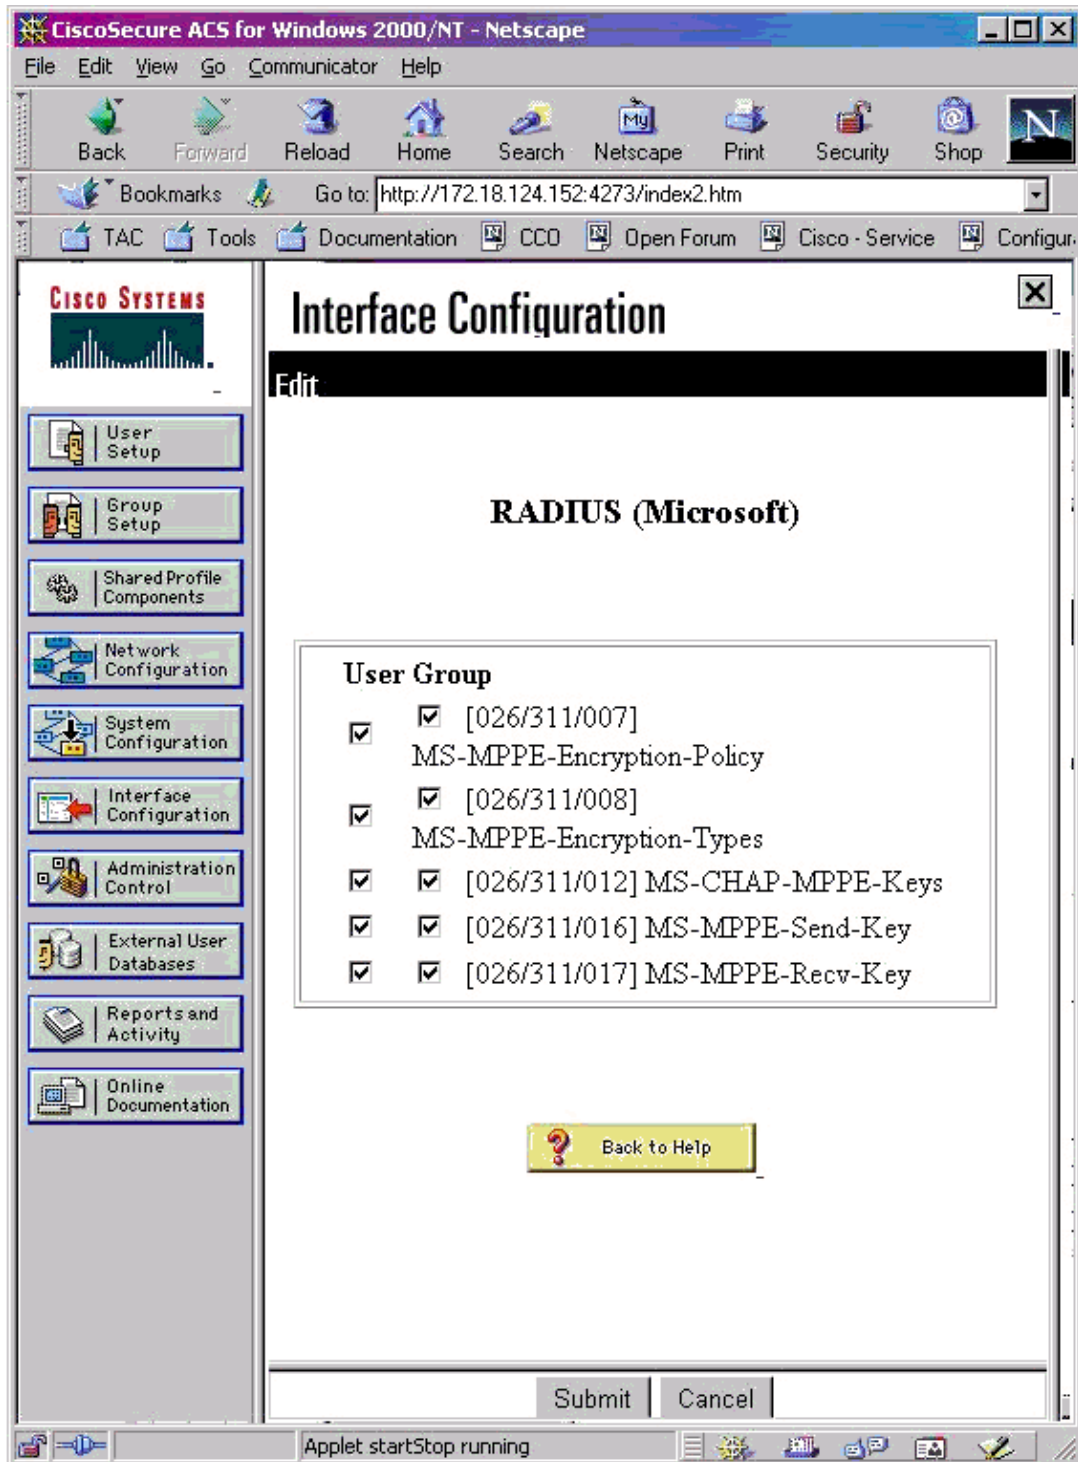 CiscoSecure ACS for Windows 2000/NT - Netscape
File Edit View Go Communicator Help
Back Forward Reload Home Search Netscape Print Security Shop N
My
Bookmarks Go to: http://172.18.124.152:4273/index2.htm
TAC Tools Documentation CCO Open Forum Cisco - Service Configur
CISCO SYSTEMS
Interface Configuration
Edit
User
Setup
Group
Setup
Shared Profile
Components
Network
Configuration
System
Configuration
Interface
Configuration
Administration
Control
External User
Databases
Reports and
Activity
Online
Documentation
RADIUS (Microsoft)
User Group
[026/311/007]
MS-MPPE-Encryption-Policy
[026/311/008]
MS-MPPE-Encryption-Types
[026/311/012] MS-CHAP-MPPE-Keys
[026/311/016] MS-MPPE-Send-Key
[026/311/017] MS-MPPE-Recv-Key
? Back to Help
Submit Cancel
Applet startStop running